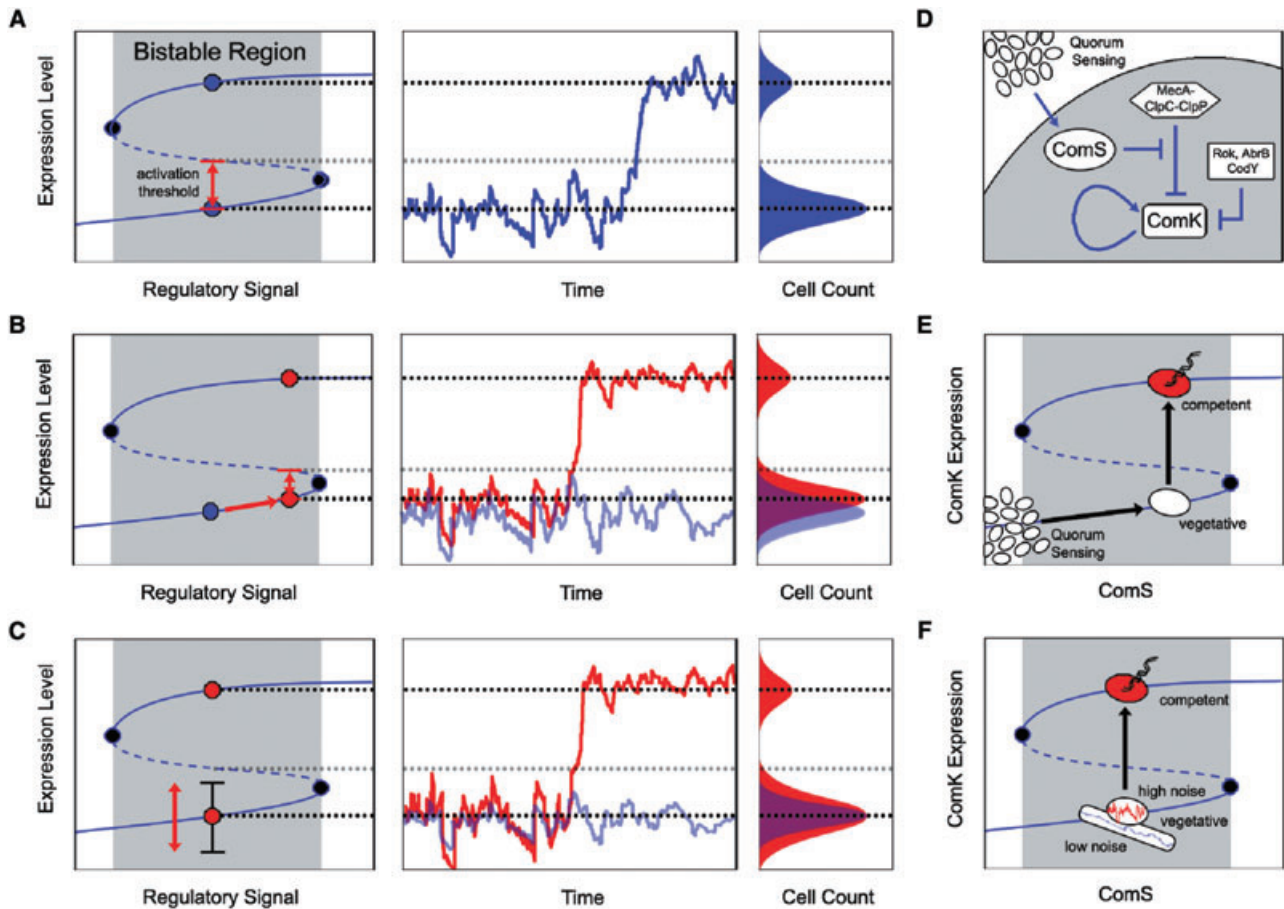 A
Expression Level
Bistable Region
activation
threshold
Regulatory Signal
Time
Cell Count
D
Quorum
Sensing
MecA-
ClpC-ClpP
ComS
Rok, AbrB
CodY
ComK
B
Expression Level
Regulatory Signal
Time
Cell Count
E
ComK Expression
competent
vegetative
Quorum
Sensing
ComS
C
Expression Level
Regulatory Signal
Time
Cell Count
F
ComK Expression
competent
high noise
vegetative
low noise
ComS